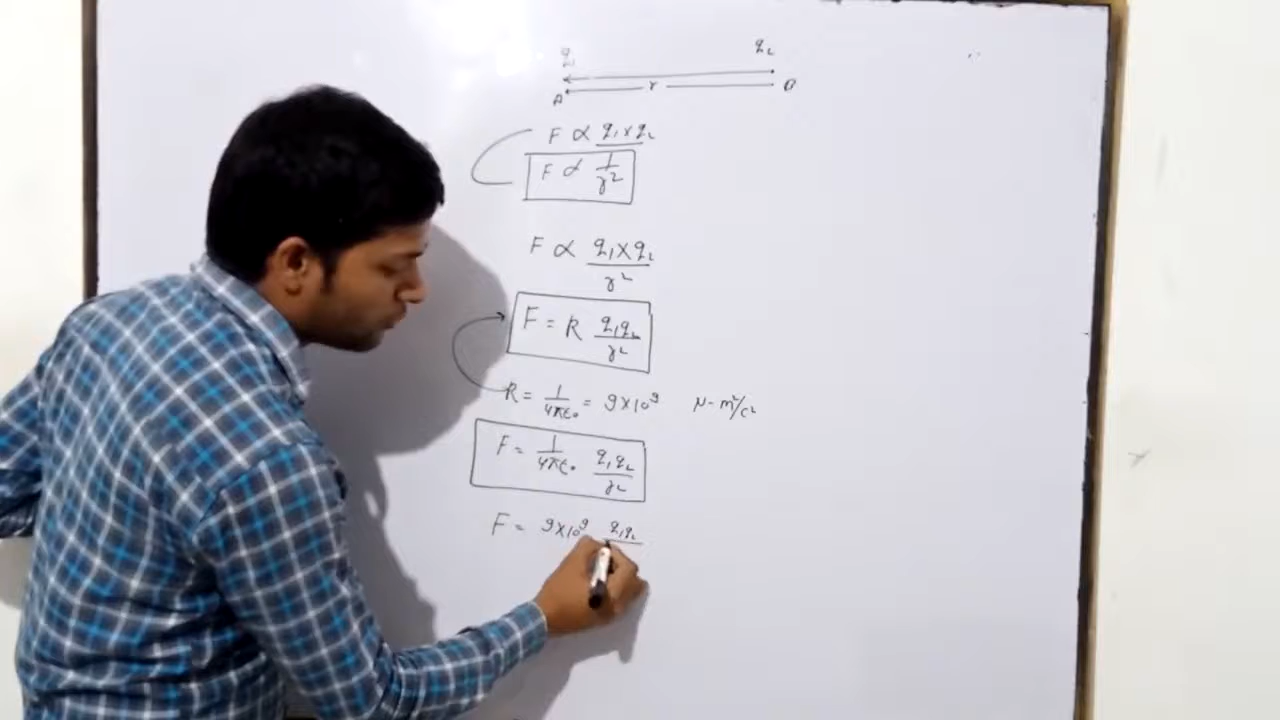 q₁ q₂
A r B
F ∝ q₁×q₂
F ∝ 1/r²
F ∝ q₁×q₂/r²
F = K q₁q₂/r²
K = 1/4πε₀ = 9×10⁹ N-m²/c²
F = 1/4πε₀ q₁q₂/r²
F = 9×10⁹ q₁q₂